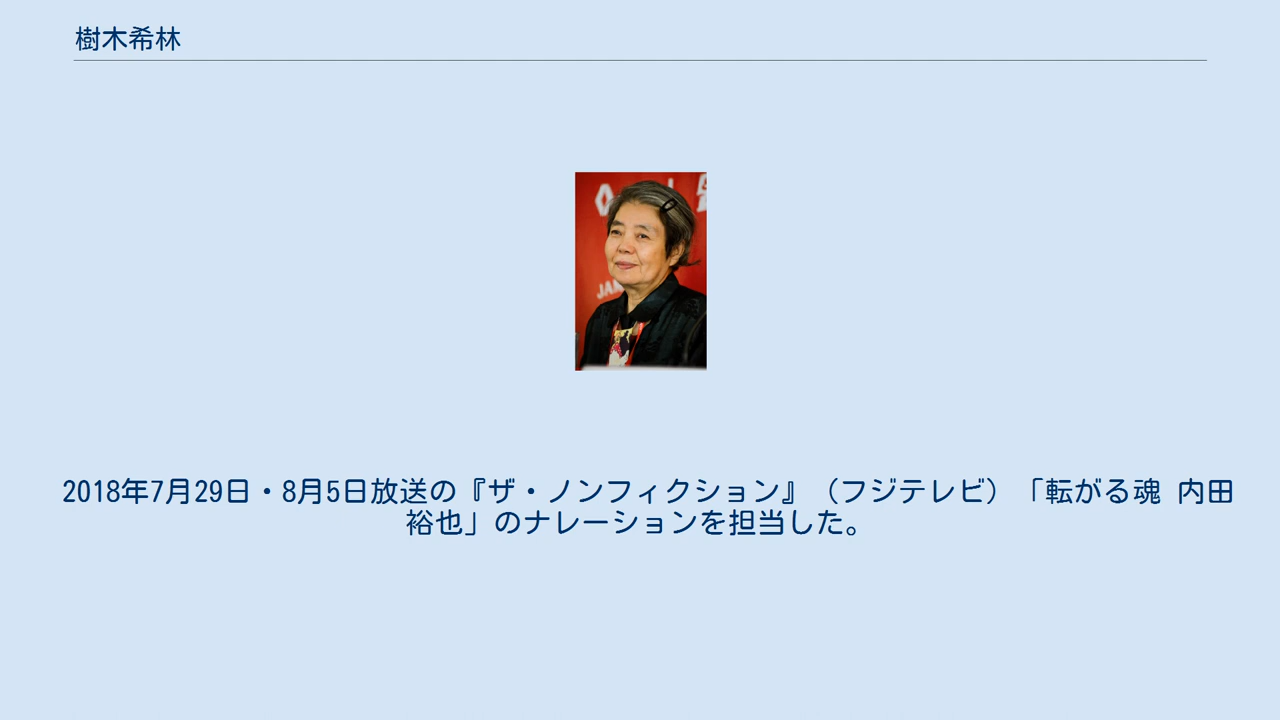 樹木希林
JAM
2018年7月29日・8月5日放送の『ザ・ノンフィクション』（フジテレビ）「転がる魂 内田
裕也」のナレーションを担当した。